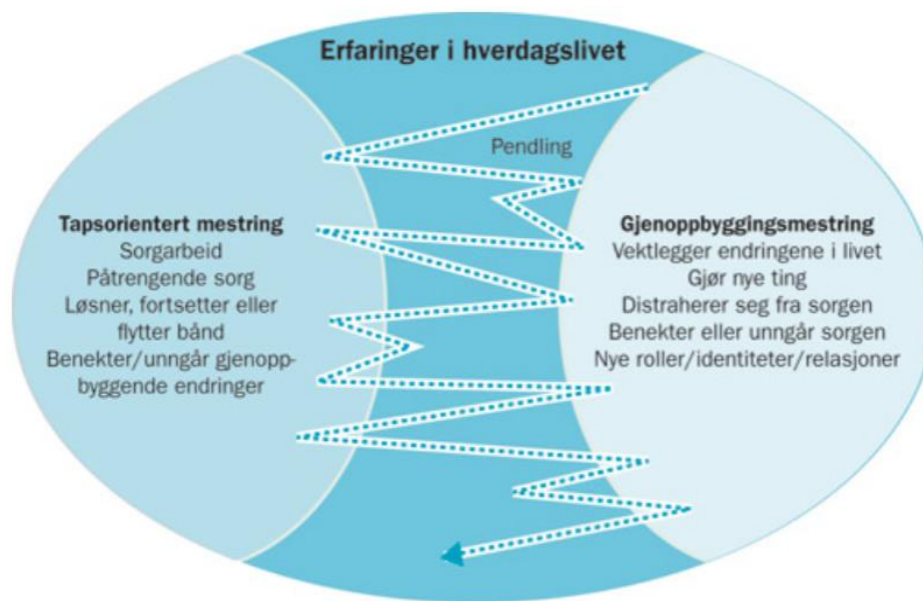 Erfaringer i hverdagslivet
Pendling
Tapsorientert mestring
Sorgarbeid
Påtrengende sorg
Løsner, fortsetter eller
flytter bånd
Benekter/unngår gjenopp-
byggende endringer
Gjenoppbyggingsmestring
Vektlegger endringene i livet
Gjør nye ting
Distraherer seg fra sorgen
Benekter eller unngår sorgen
Nye roller/identiteter/relasjoner